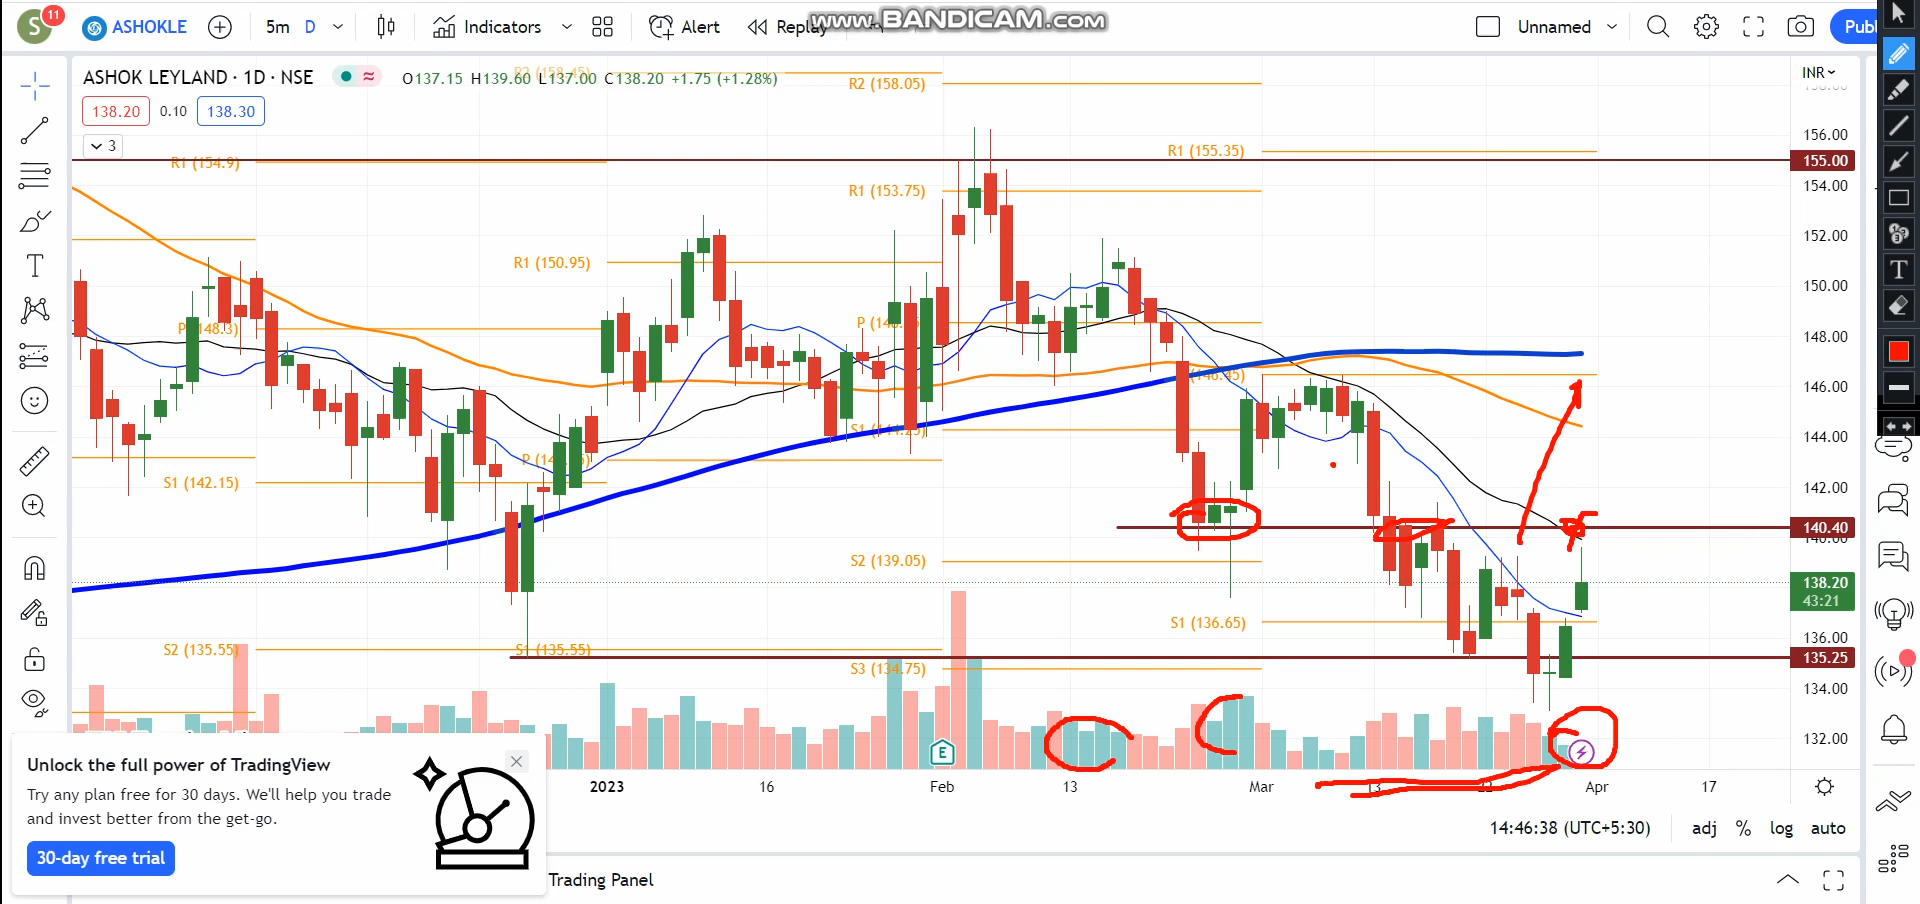 S 11 ASHOKLE 5m D Indicators Alert Replay www.BANDICAM.com Unnamed Publ
ASHOK LEYLAND · 1D · NSE O137.15 H139.60 L137.00 C138.20 +1.75 (+1.28%) INR
138.20 0.10 138.30
3
R2 (158.05)
158.00
156.00
R1 (154.9)
R1 (155.35)
155.00
154.00
R1 (153.75)
152.00
R1 (150.95)
150.00
148.00
146.00
144.00
S1 (142.15)
142.00
140.40
140.00
S2 (139.05)
138.20
43:21
S1 (136.65)
136.00
S2 (135.55)
S1 (135.55)
135.25
S3 (134.75)
134.00
132.00
E
2023 16 Feb 13 Mar 13 22 Apr 17
Unlock the full power of TradingView
Try any plan free for 30 days. We'll help you trade
and invest better from the get-go.
30-day free trial
14:46:38 (UTC+5:30) adj % log auto
Trading Panel